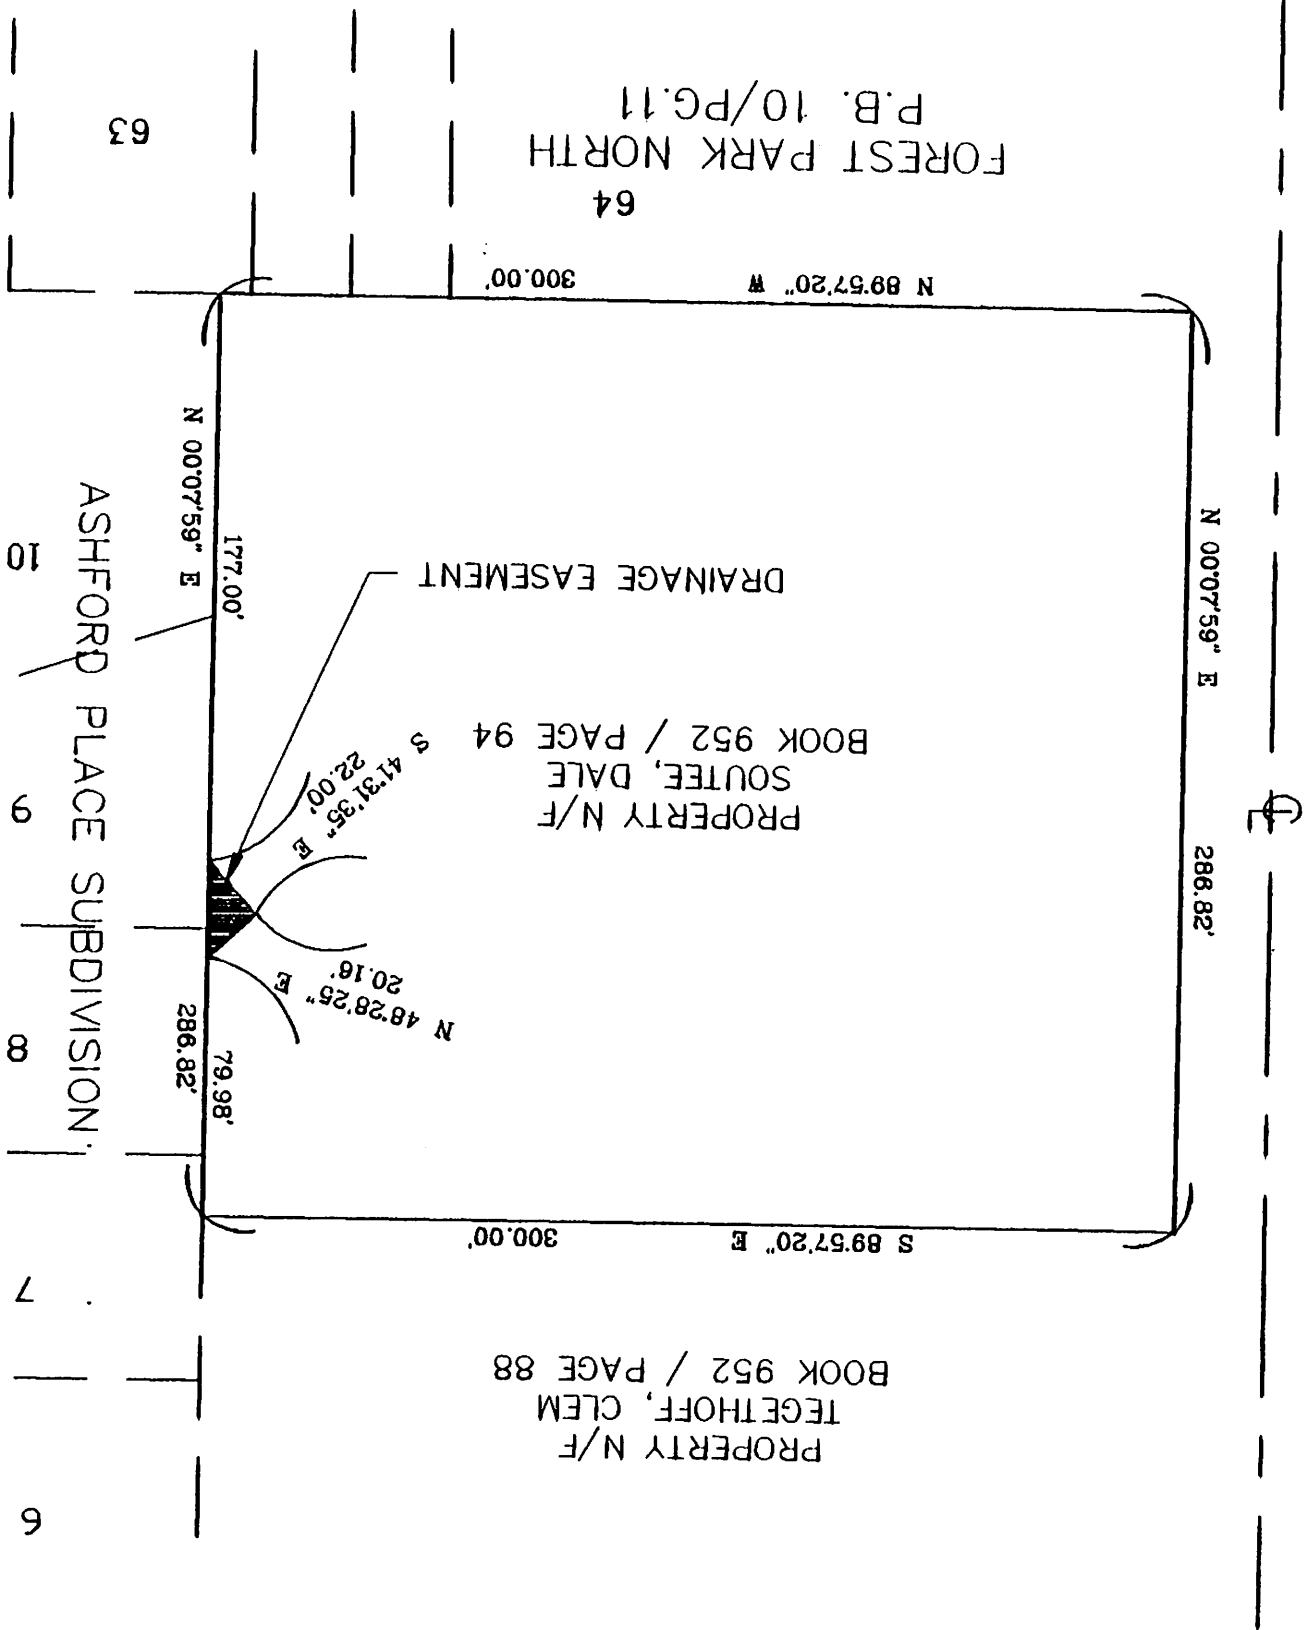 6
PROPERTY N/F
TEGETHOFF, CLEM
BOOK 952 / PAGE 88
7
S 89°57'20" E 300.00'
8
79.98'
286.82'
N 48°28'25" E
20.16'
ASHFORD PLACE SUBDIVISION
9
S 41°31'35" E
22.00'
PROPERTY N/F
SOUTEE, DALE
BOOK 952 / PAGE 94
CL
N 00°07'59" E 286.82'
DRAINAGE EASEMENT
10
177.00'
N 00°07'59" E
N 89°57'20" W 300.00'
64
FOREST PARK NORTH
P.B. 10/PG.11
63